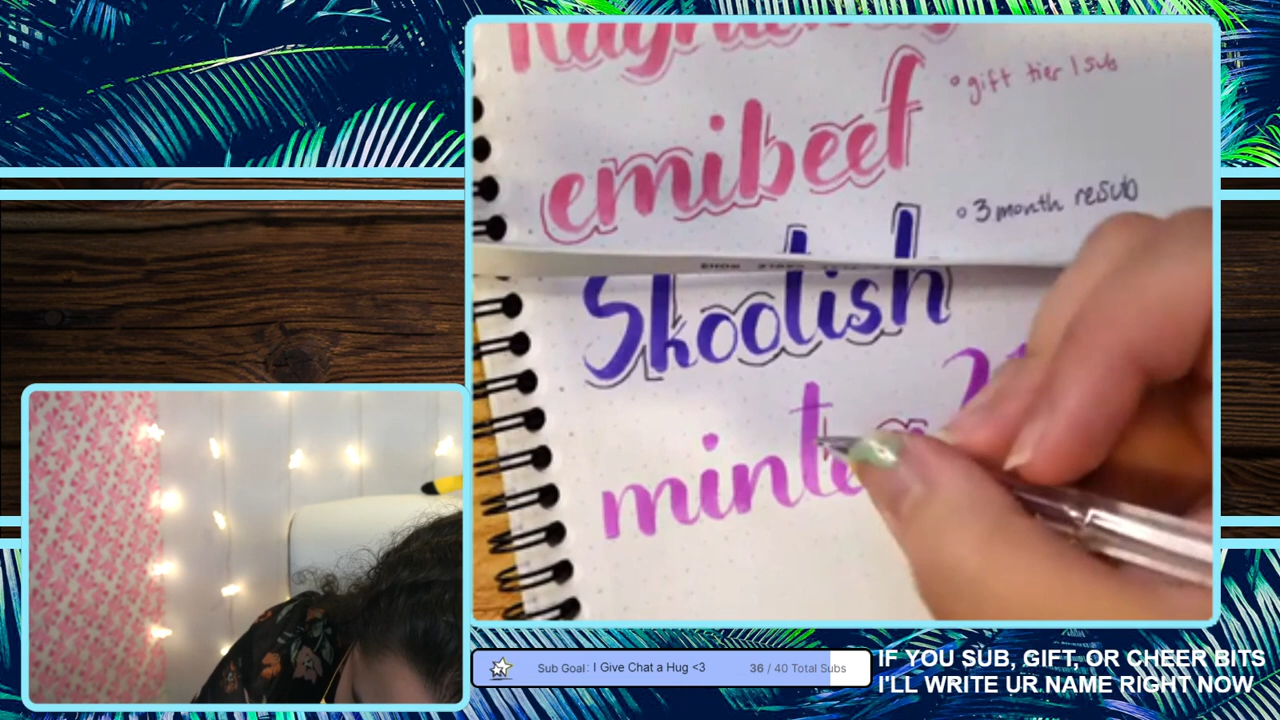 emibeef
° gift tier 1 sub
° 3 month resub
Skoolish
Sub Goal: I Give Chat a Hug <3 36 / 40 Total Subs
IF YOU SUB, GIFT, OR CHEER BITS
I'LL WRITE UR NAME RIGHT NOW